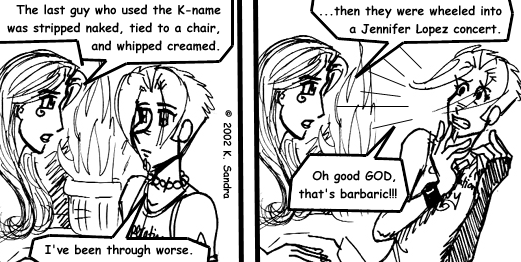 The last guy who used the K-name
was stripped naked, tied to a chair,
and whipped creamed.
I've been through worse.
© 2002 K. Sandra
...then they were wheeled into
a Jennifer Lopez concert.
Oh good GOD,
that's barbaric!!!